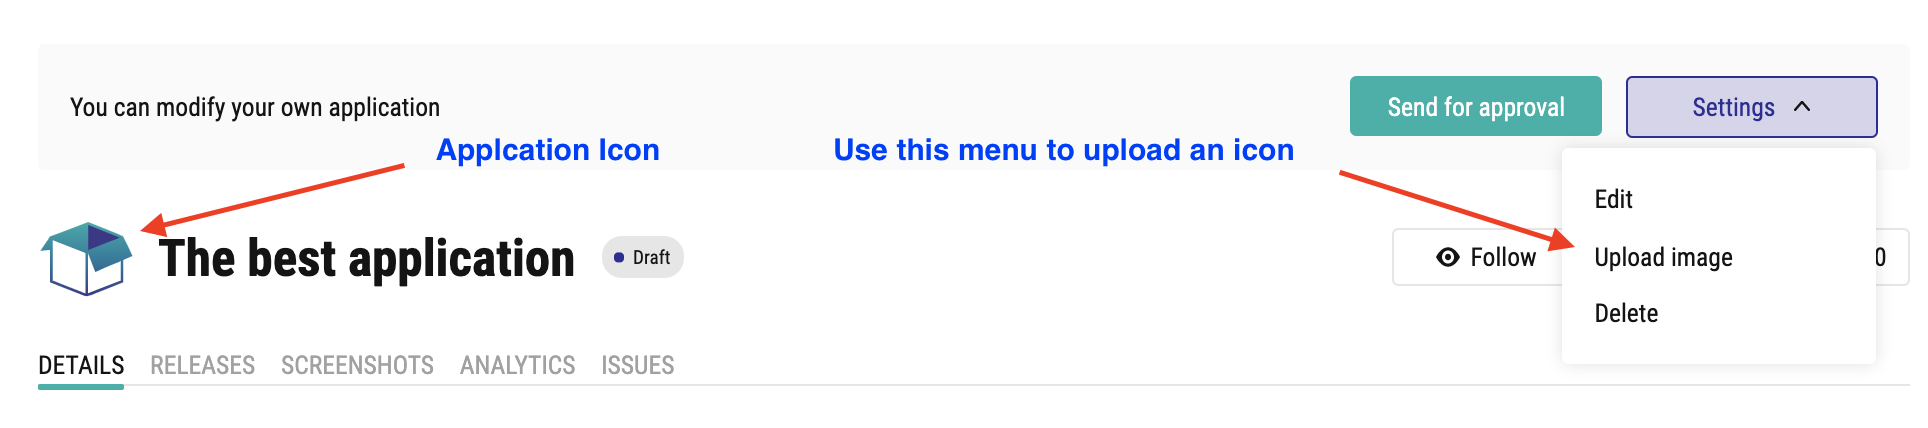 You can modify your own application
Send for approval
Settings
Applcation Icon
Use this menu to upload an icon
Edit
The best application
Draft
Follow
Upload image
0
Delete
DETAILS RELEASES SCREENSHOTS ANALYTICS ISSUES